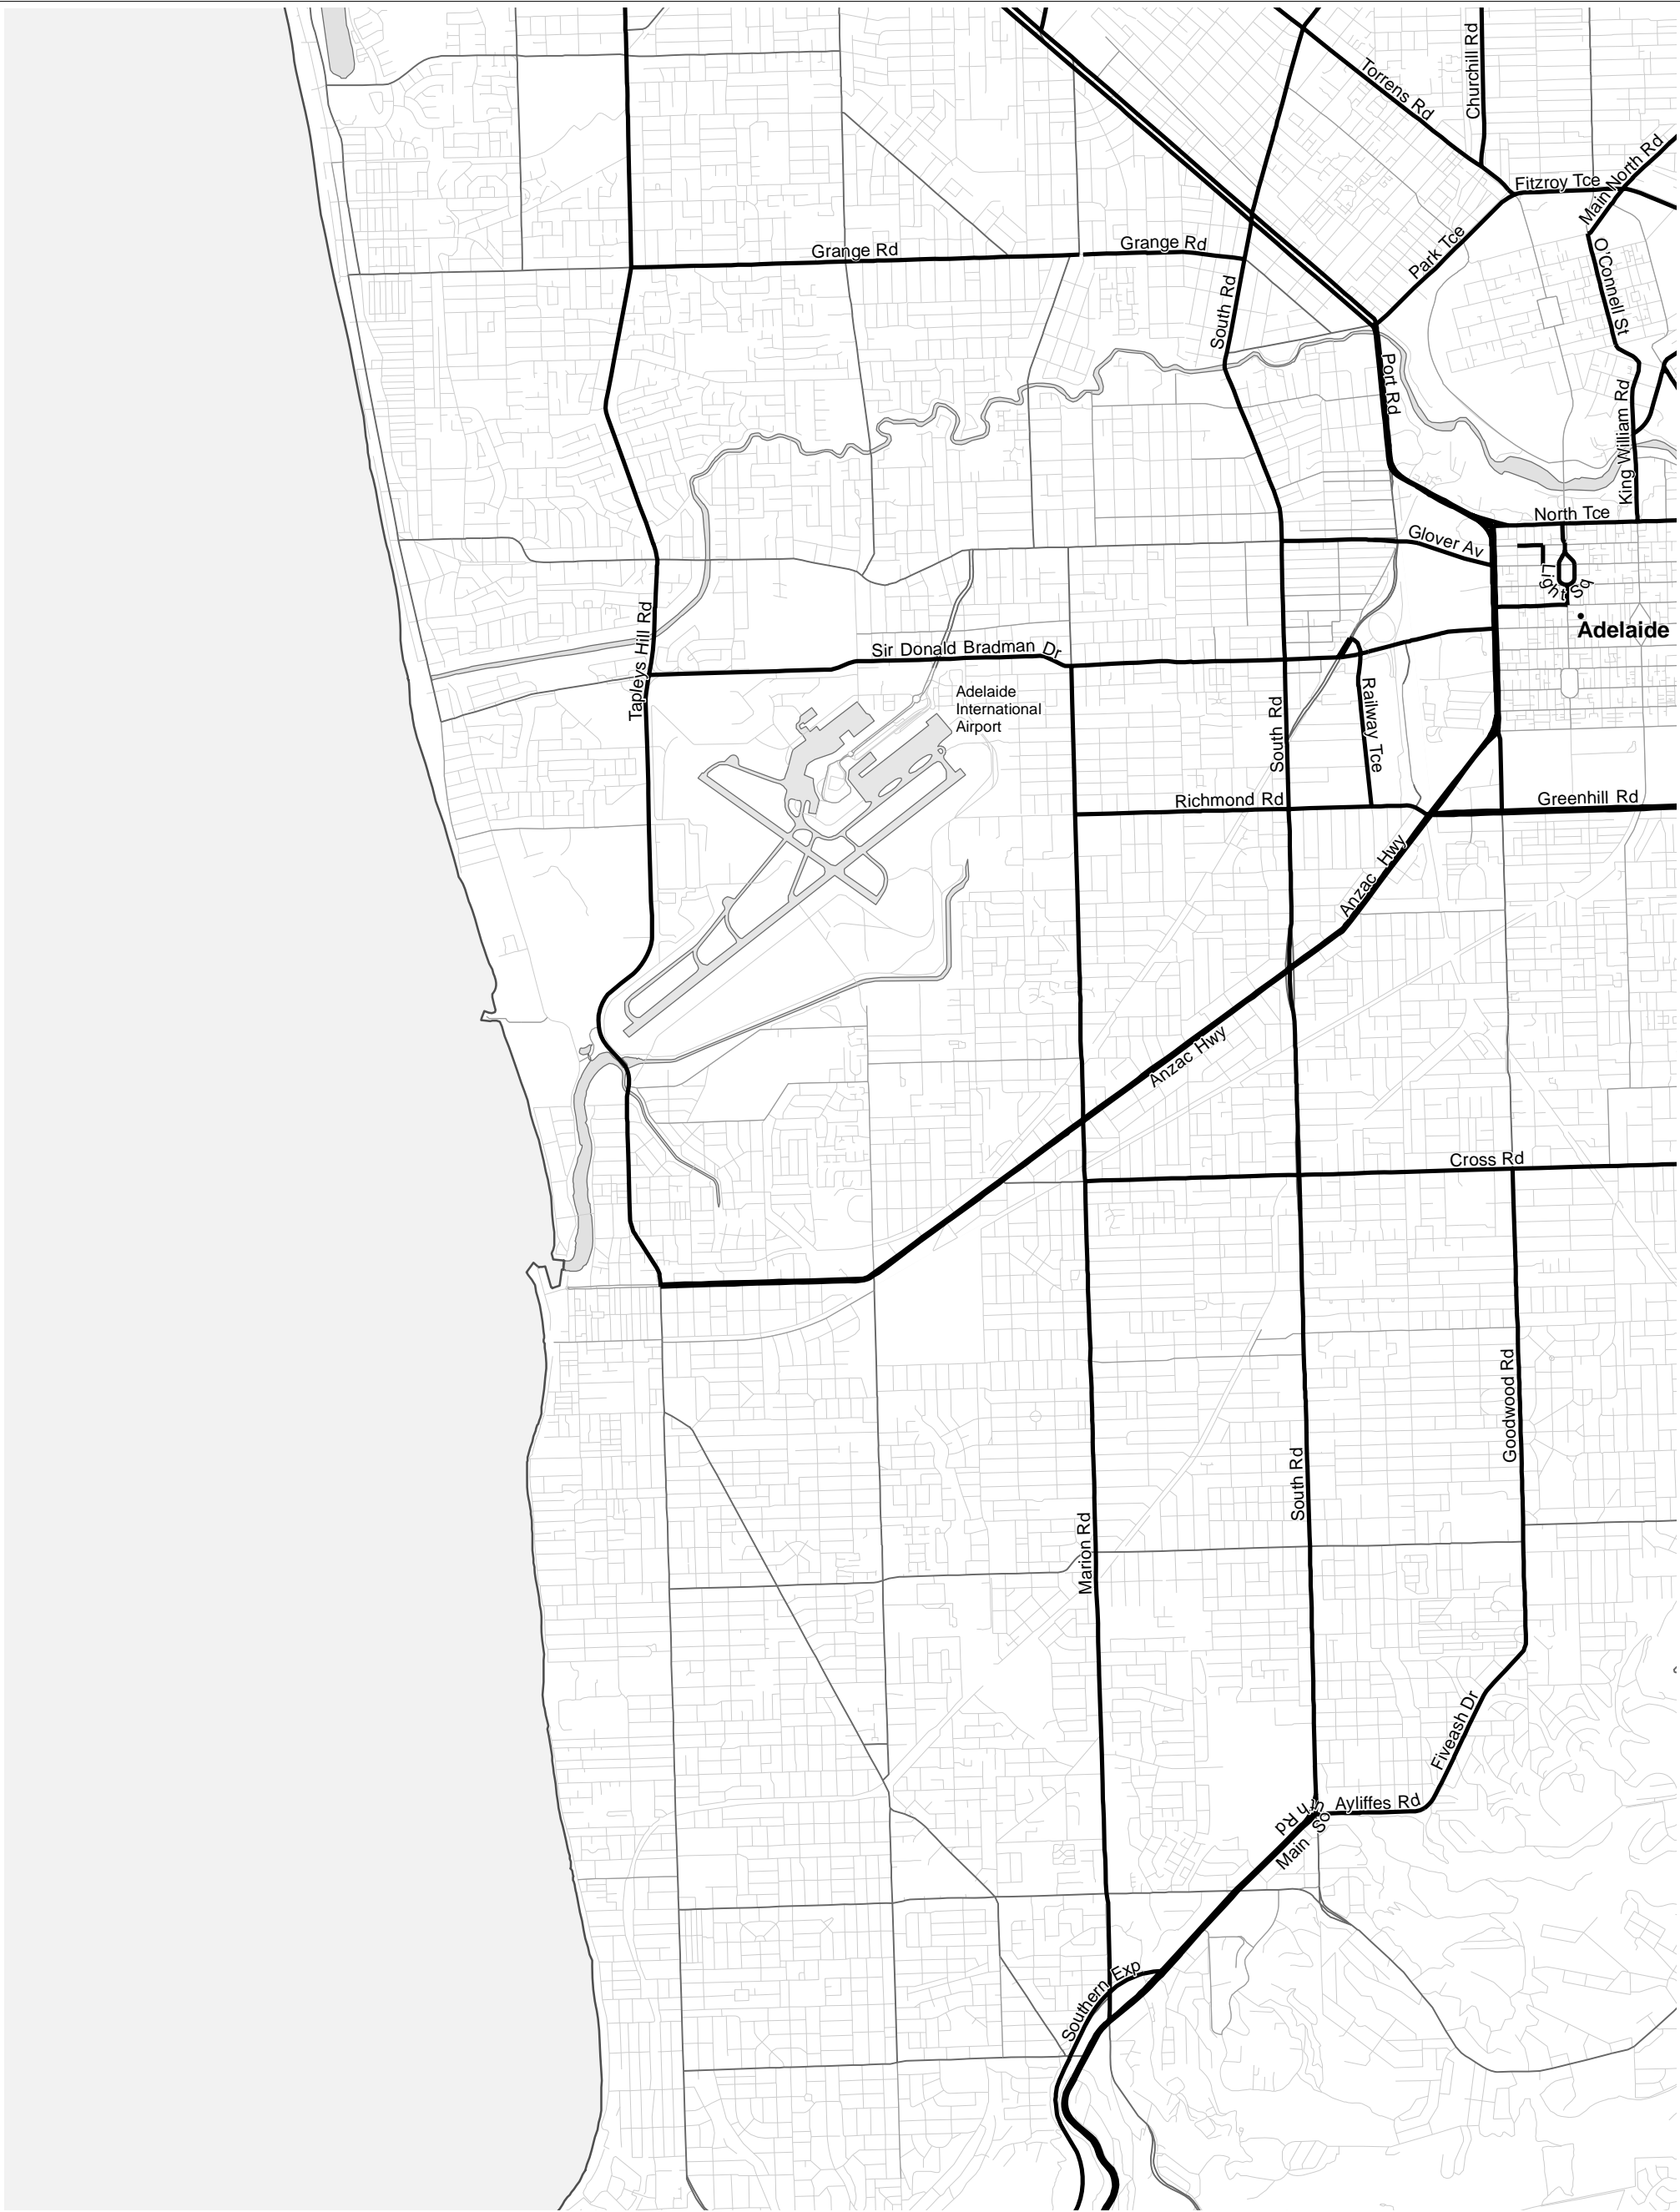 Churchill Rd
Torrens Rd
Main North Rd
Fitzroy Tce
Park Tce
O'Connell St
Grange Rd
Grange Rd
South Rd
Port Rd
King William Rd
North Tce
Glover Av
Light Sq
Adelaide
Tapleys Hill Rd
Sir Donald Bradman Dr
Adelaide
International
Airport
South Rd
Railway Tce
Richmond Rd
Greenhill Rd
Anzac Hwy
Anzac Hwy
Cross Rd
Goodwood Rd
South Rd
Marion Rd
Fiveash Dr
Ayliffes Rd
Main South Rd
Southern Exp